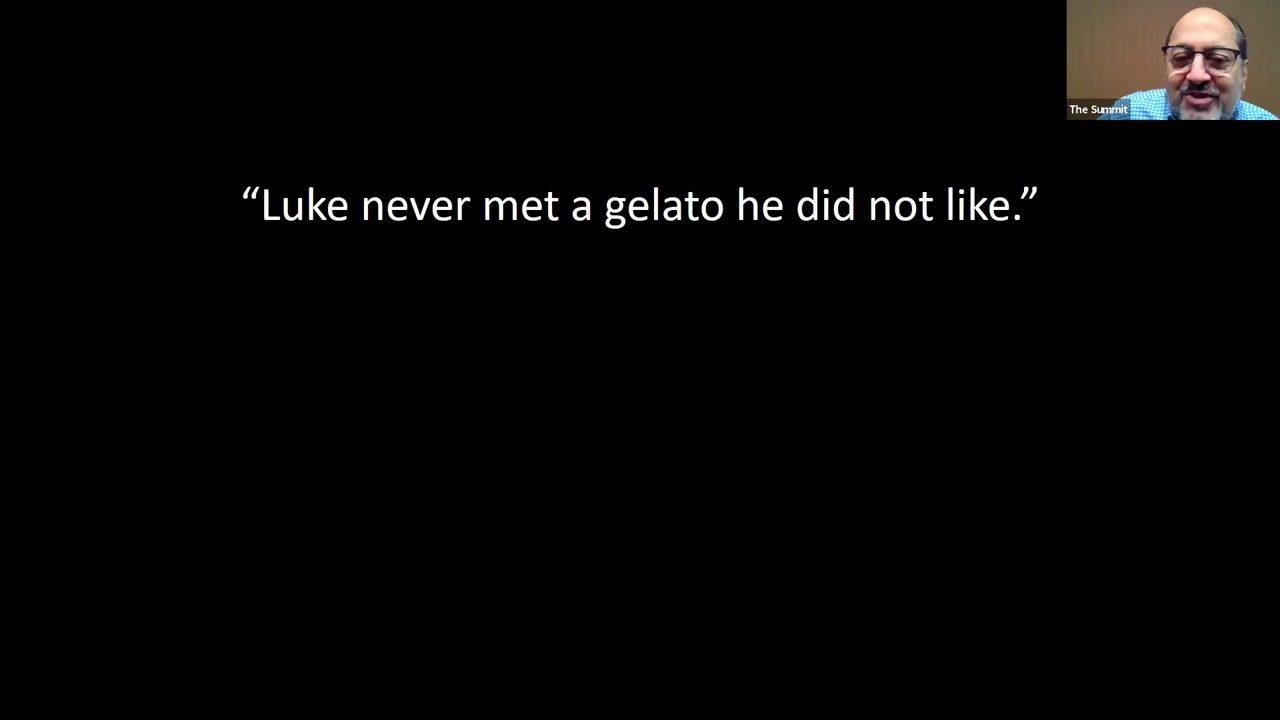 The Summit
“Luke never met a gelato he did not like.”